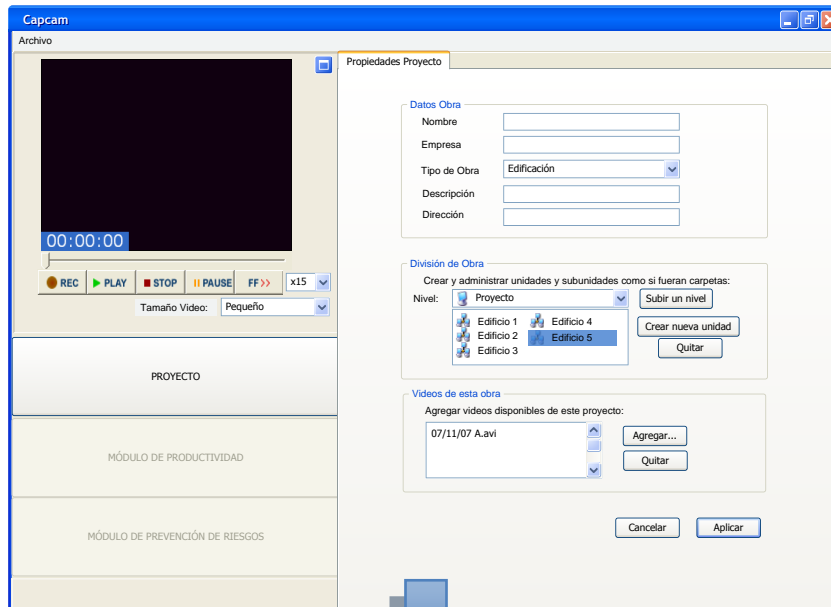 Capcam
Archivo
00:00:00
REC PLAY STOP PAUSE FF x15
Tamaño Video: Pequeño
PROYECTO
MÓDULO DE PRODUCTIVIDAD
MÓDULO DE PREVENCIÓN DE RIESGOS
Propiedades Proyecto
Datos Obra
Nombre
Empresa
Tipo de Obra Edificación
Descripción
Dirección
División de Obra
Crear y administrar unidades y subunidades como si fueran carpetas:
Nivel: Proyecto Subir un nivel
Edificio 1 Edificio 4
Edificio 2 Edificio 5
Edificio 3
Crear nueva unidad
Quitar
Videos de esta obra
Agregar videos disponibles de este proyecto:
07/11/07 A.avi
Agregar...
Quitar
Cancelar Aplicar